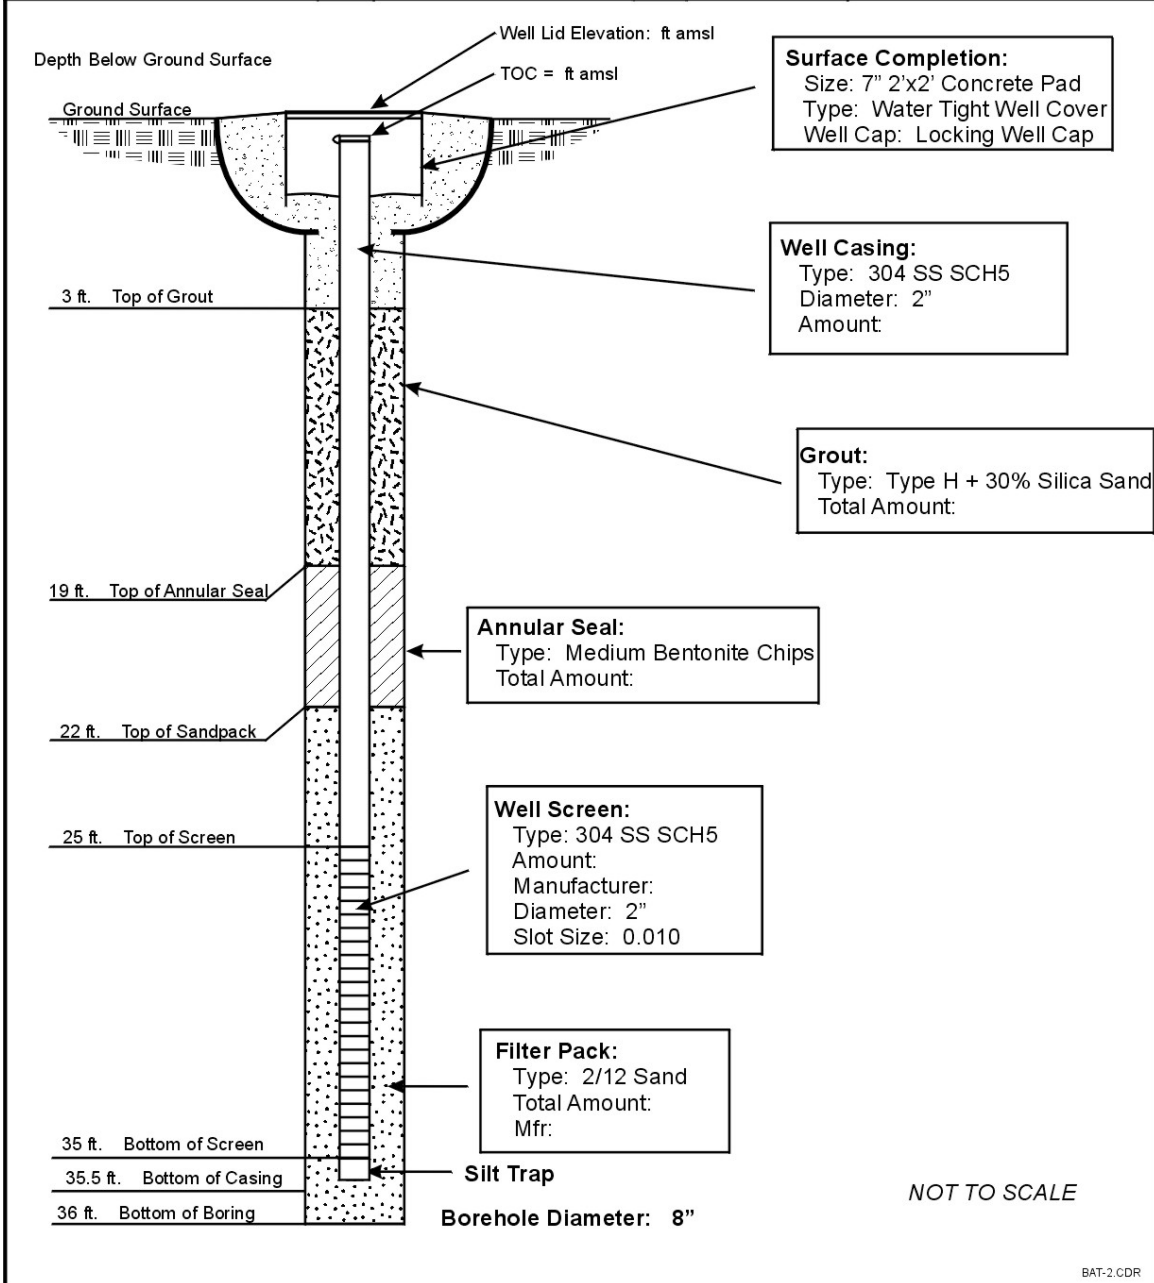 Well Lid Elevation:  ft amsl
Depth Below Ground Surface
TOC =  ft amsl
Ground Surface
Surface Completion:
Size: 7” 2’x2’ Concrete Pad
Type:  Water Tight Well Cover
Well Cap:  Locking Well Cap
Well Casing:
Type:  304 SS SCH5
Diameter:  2”
Amount:
3 ft.   Top of Grout
Grout:
Type:  Type H + 30% Silica Sand
Total Amount:
19 ft.   Top of Annular Seal
Annular Seal:
Type:  Medium Bentonite Chips
Total Amount:
22 ft.   Top of Sandpack
Well Screen:
Type: 304 SS SCH5
Amount:
Manufacturer:
Diameter:  2”
Slot Size:  0.010
25 ft.   Top of Screen
Filter Pack:
Type:  2/12 Sand
Total Amount:
Mfr:
35 ft.   Bottom of Screen
Silt Trap
35.5 ft.   Bottom of Casing
NOT TO SCALE
36 ft.   Bottom of Boring
Borehole Diameter:   8”
BAT-2.CDR